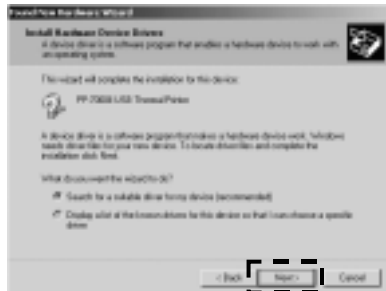 Found New Hardware Wizard
Install Hardware Device Drivers
A device driver is a software program that enables a hardware device to work with
an operating system.
This wizard will complete the installation for this device:
USB Thermal Printer
A device driver is a software program that makes a hardware device work. Windows
needs driver files for your new device. To locate driver files and complete the
installation click Next.
What do you want the wizard to do?
Search for a suitable driver for my device (recommended)
Display a list of the known drivers for this device so that I can choose a specific
driver
< Back
Next >
Cancel